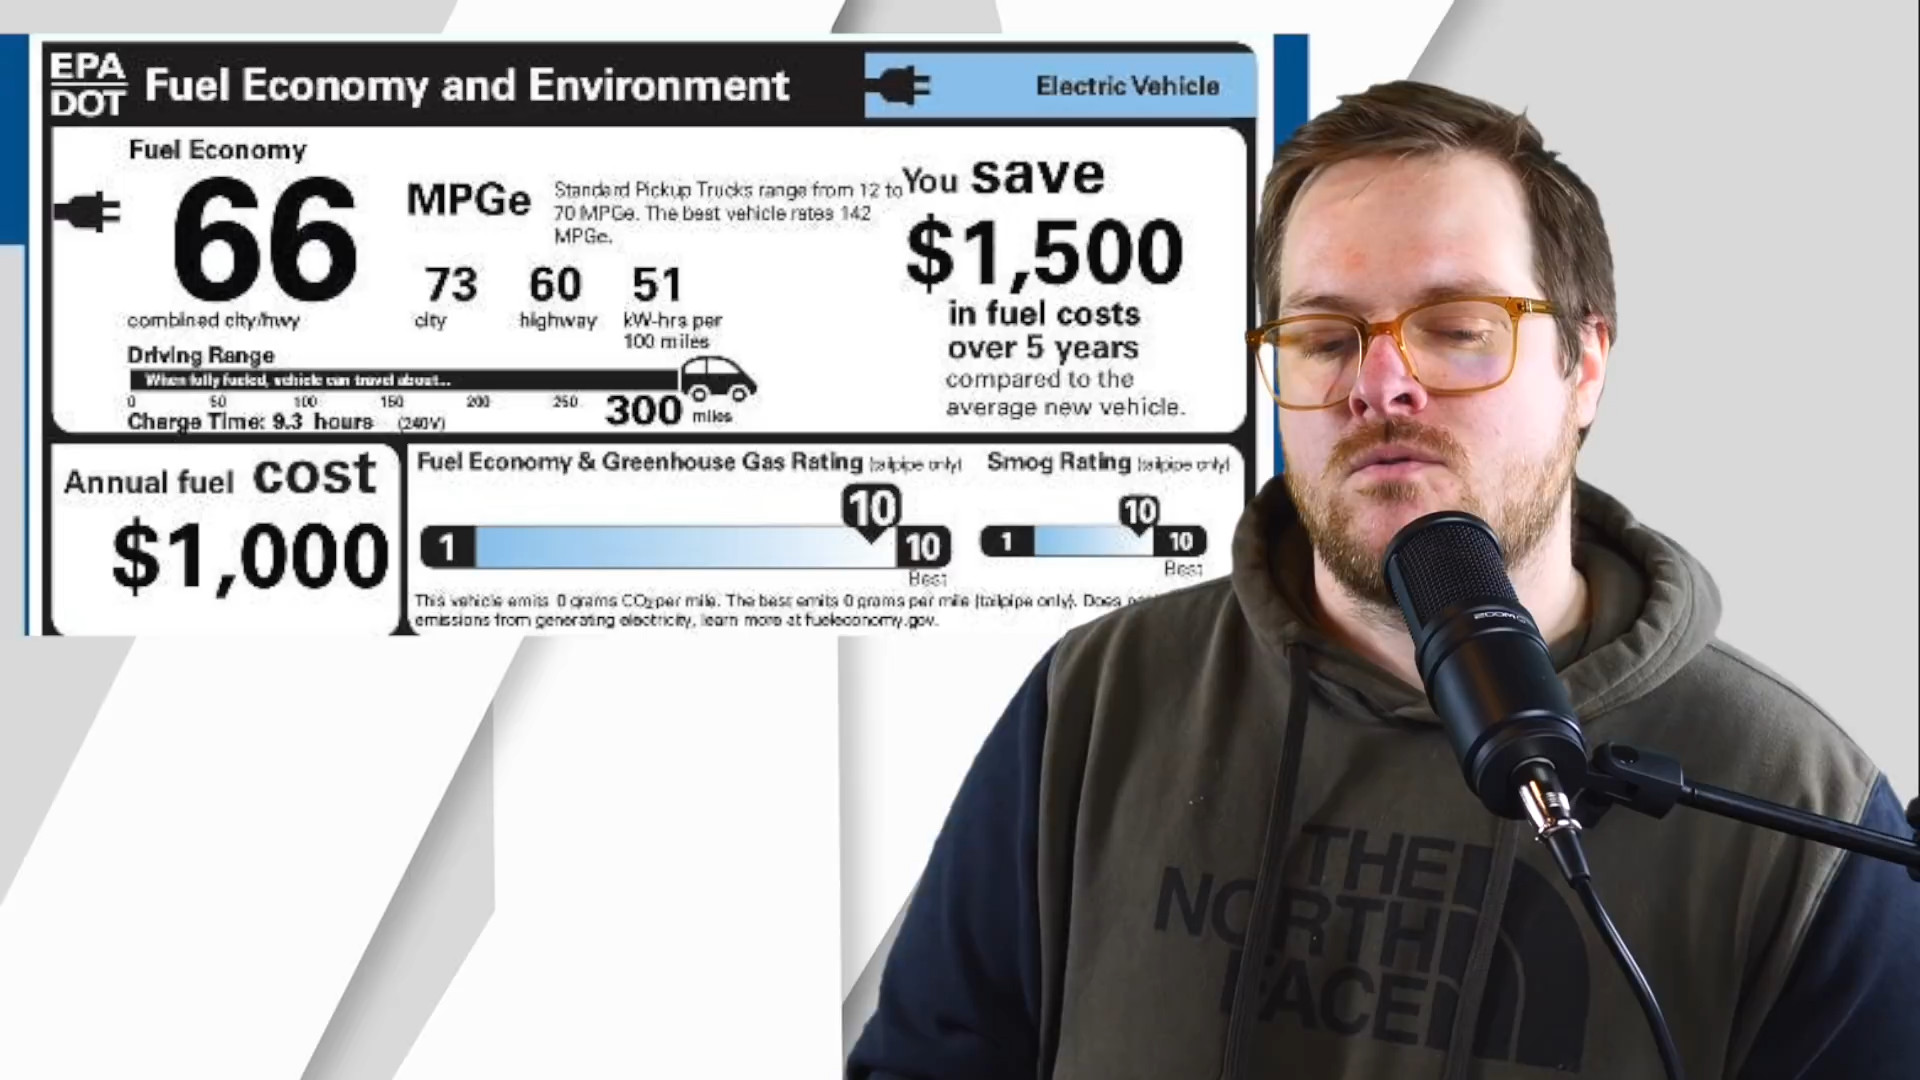 EPA
DOT
Fuel Economy and Environment
Electric Vehicle
Fuel Economy
66
combined city/hwy
MPGe
Standard Pickup Trucks range from 12 to
70 MPGe. The best vehicle rates 142
MPGe.
73
city
60
highway
51
kW-hrs per
100 miles
You save
$1,500
in fuel costs
over 5 years
compared to the
average new vehicle.
Driving Range
When fully fueled, vehicle can travel about...
0 50 100 150 200 250 300 miles
Charge Time: 9.3 hours (240V)
Annual fuel cost
$1,000
Fuel Economy & Greenhouse Gas Rating (tailpipe only)
10
1
10
Best
Smog Rating (tailpipe only)
10
1
10
Best
This vehicle emits 0 grams CO2 per mile. The best emits 0 grams per mile (tailpipe only). Does
emissions from generating electricity, learn more at fueleconomy.gov.
THE
NORTH
FACE